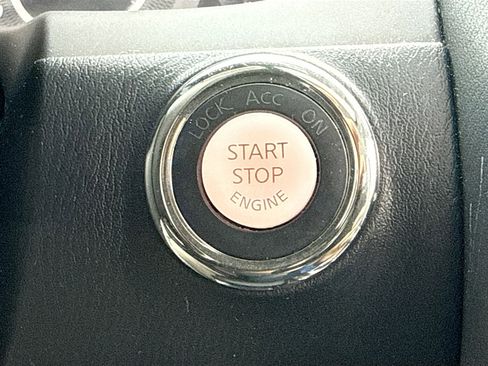 LOCK ACC ON
START
STOP
ENGINE